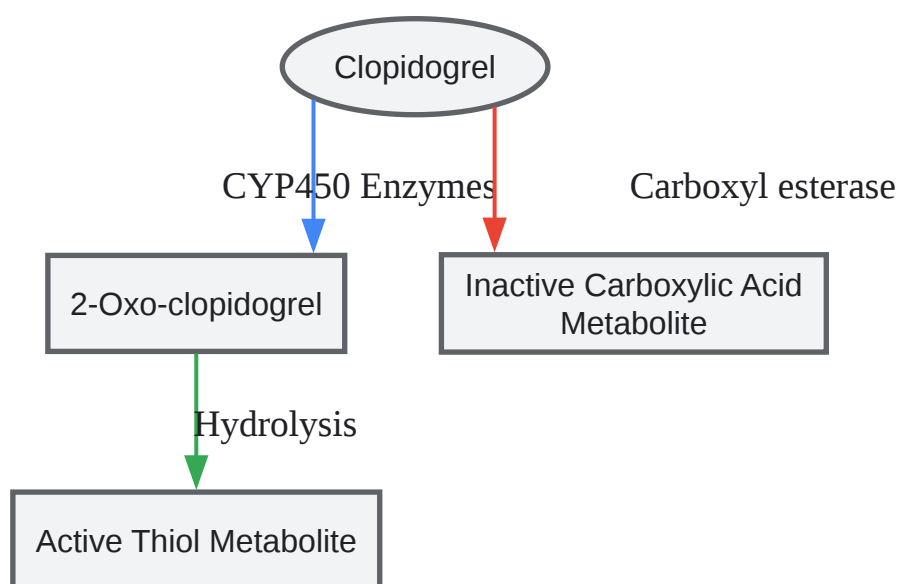 Clopidogrel
CYP450 Enzymes
Carboxyl esterase
2-Oxo-clopidogrel
Inactive Carboxylic Acid
Metabolite
Hydrolysis
Active Thiol Metabolite